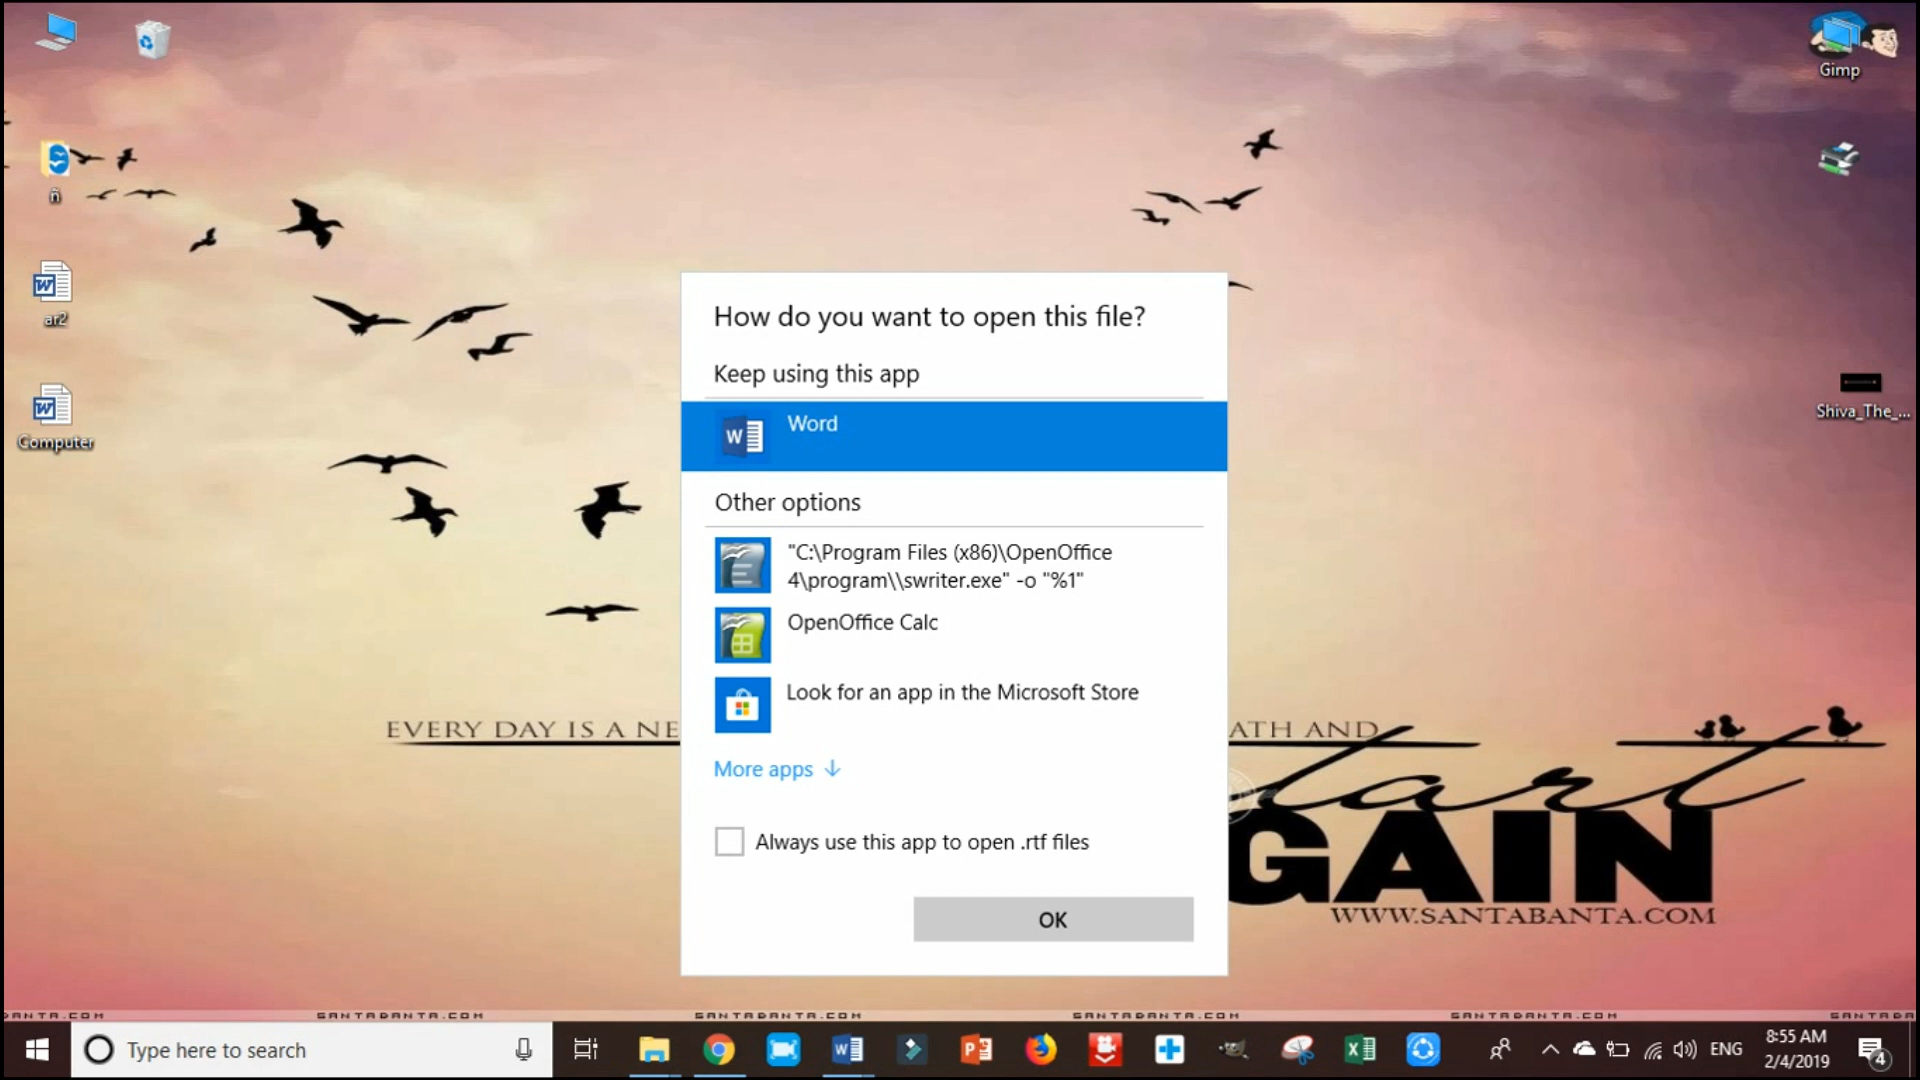 Gimp
ñ
ar2
Computer
Shiva_The_...
How do you want to open this file?
Keep using this app
Word
Other options
"C:\Program Files (x86)\OpenOffice
4\program\\swriter.exe" -o "%1"
OpenOffice Calc
Look for an app in the Microsoft Store
More apps
Always use this app to open .rtf files
OK
EVERY DAY IS A NE
ATH AND
tart
GAIN
WWW.SANTABANTA.COM
SANTABANTA.COM SANTABANTA.COM SANTABANTA.COM SANTABANTA.COM
Type here to search
ENG
8:55 AM
2/4/2019
4